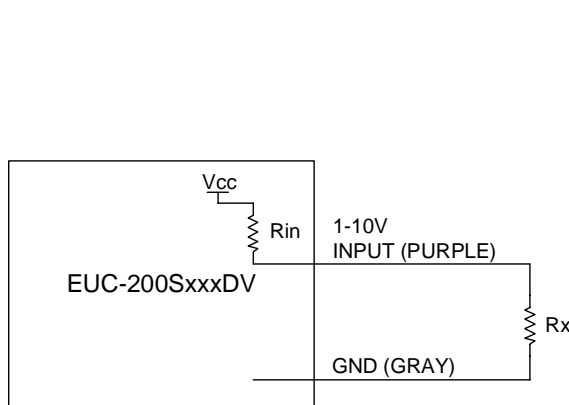 Vcc
Rin
1-10V
INPUT (PURPLE)
EUC-200SxxxDV
Rx
GND (GRAY)